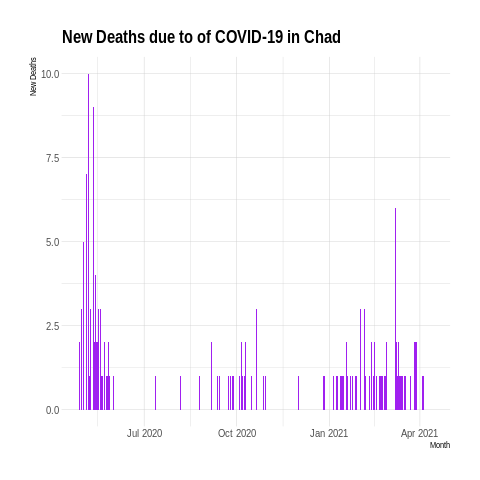 New Deaths due to of COVID-19 in Chad
New Deaths
10.0
7.5
5.0
2.5
0.0
Jul 2020 Oct 2020 Jan 2021 Apr 2021
Month